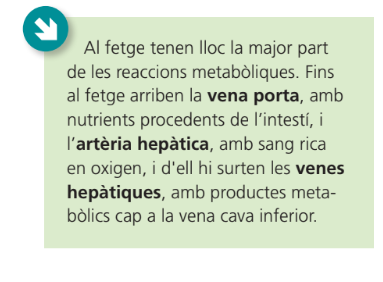 Al fetge tenen lloc la major part
de les reaccions metabòliques. Fins
al fetge arriben la vena porta, amb
nutrients procedents de l’intestí, i
l’artèria hepàtica, amb sang rica
en oxigen, i d'ell hi surten les venes
hepàtiques, amb productes meta-
bòlics cap a la vena cava inferior.